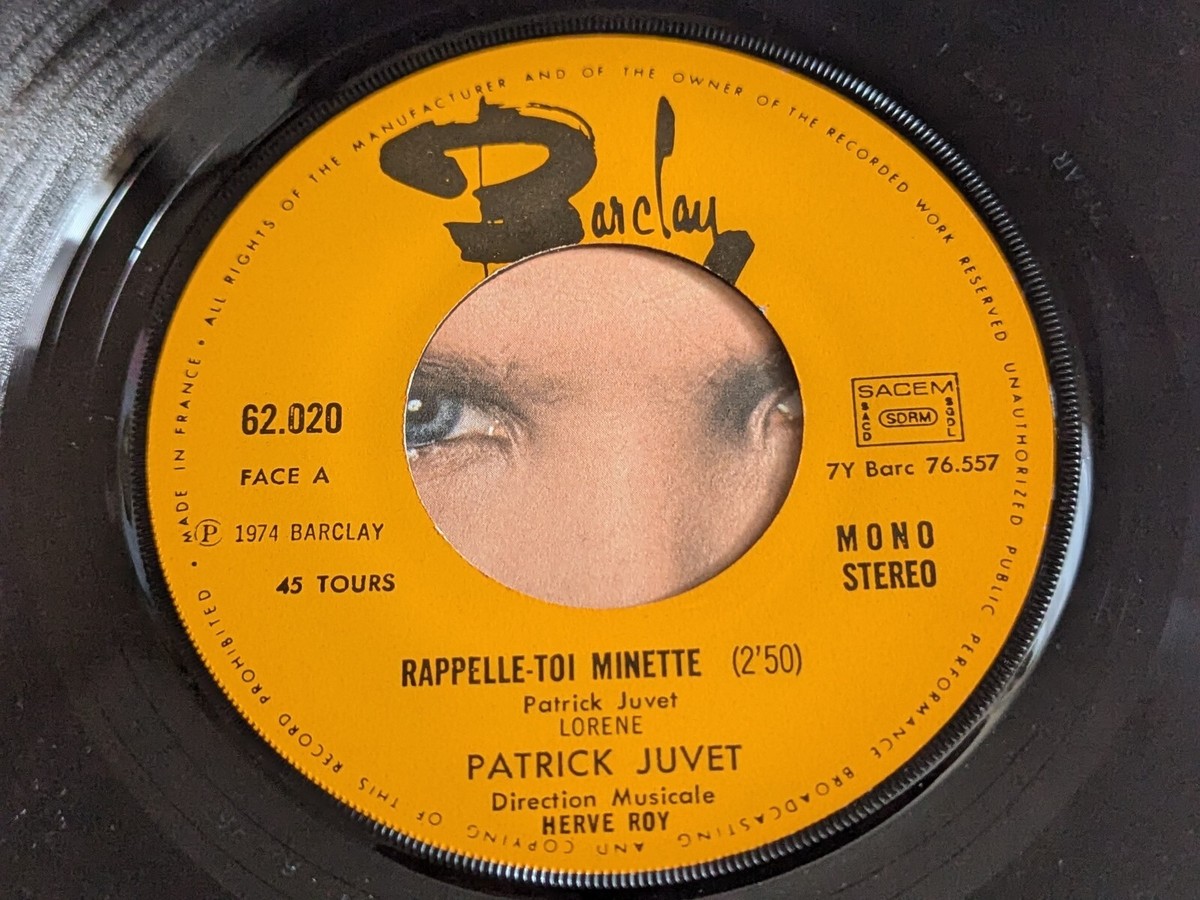 ALL RIGHTS OF THE MANUFACTURER AND OF THE OWNER OF THE RECORDED WORK RESERVED UNAUTHORIZED PUBLIC PERFORMANCE BROADCASTING AND COPYING OF THIS RECORD PROHIBITED • MADE IN FRANCE •
Barclay
62.020
FACE A
Ⓟ 1974 BARCLAY
45 TOURS
SACEM
SACD SDRM SGDL
7Y Barc 76.557
MONO
STEREO
RAPPELLE-TOI MINETTE (2'50)
Patrick Juvet
LORENE
PATRICK JUVET
Direction Musicale
HERVE ROY